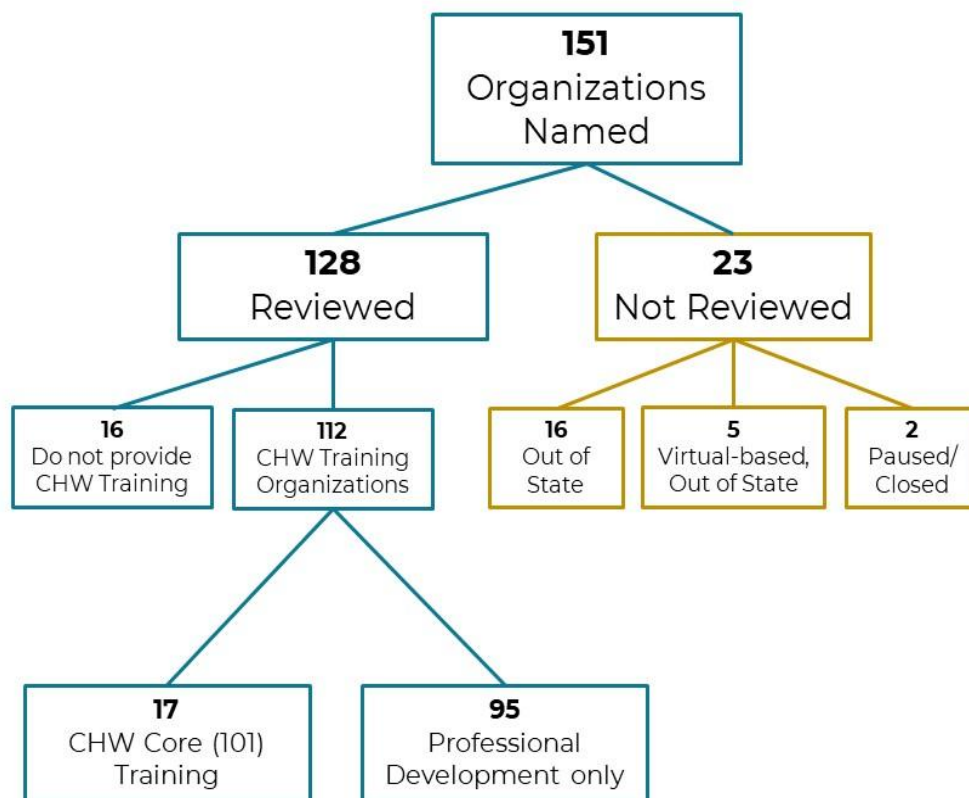 151
Organizations
Named
128
Reviewed
23
Not Reviewed
16
Do not provide
CHW Training
112
CHW Training
Organizations
16
Out of
State
5
Virtual-based,
Out of State
2
Paused/
Closed
17
CHW Core (101)
Training
95
Professional
Development only